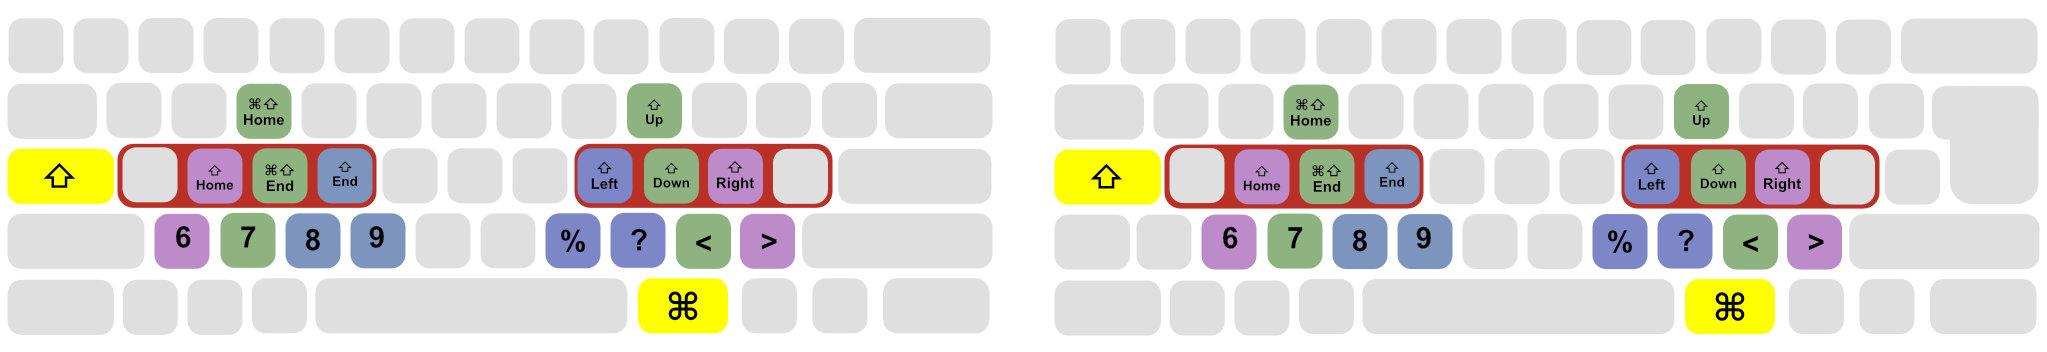 ⌘⇧ ⇧ ⌘⇧ ⇧
Home Up Home Up
⇧ ⇧ ⌘⇧ ⇧ ⇧ ⇧ ⇧ ⇧ ⇧ ⌘⇧ ⇧ ⇧ ⇧ ⇧
Home End End Left Down Right Home End End Left Down Right
6 7 8 9 % ? < > 6 7 8 9 % ? < >
⌘ ⌘